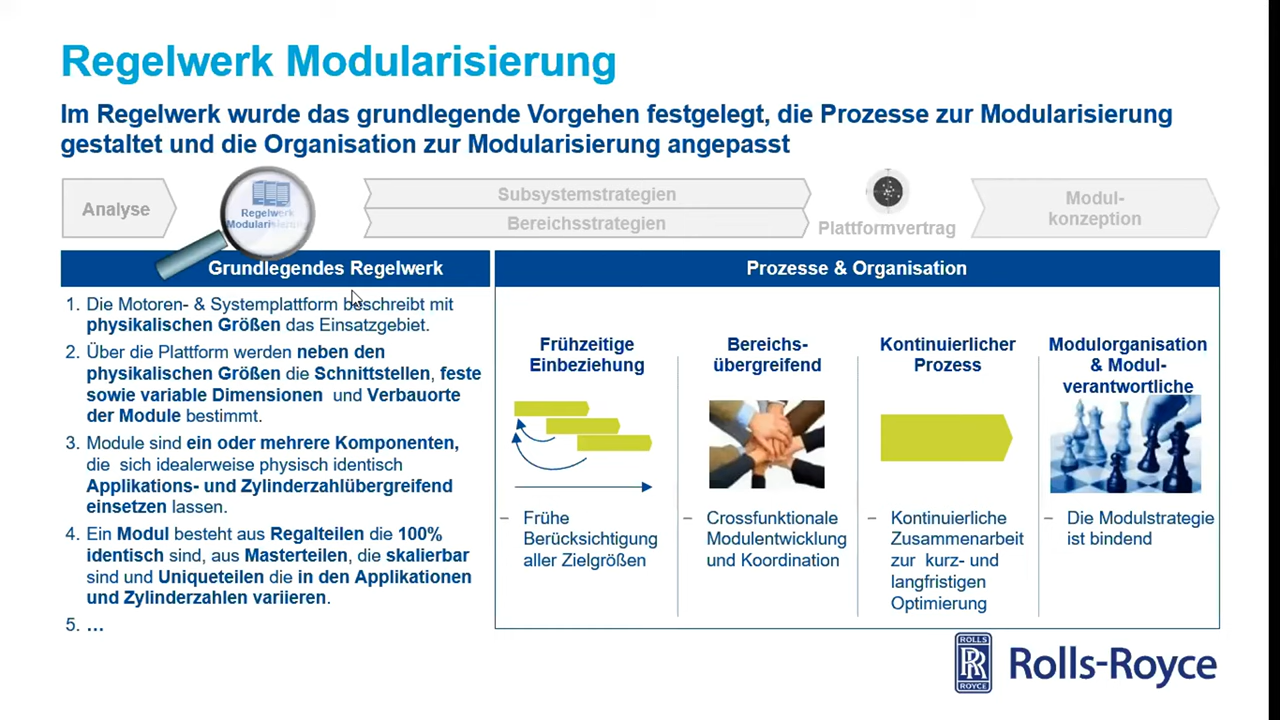 Regelwerk Modularisierung
Im Regelwerk wurde das grundlegende Vorgehen festgelegt, die Prozesse zur Modularisierung
gestaltet und die Organisation zur Modularisierung angepasst
Analyse
Regelwerk
Modularisierung
Subsystemstrategien
Bereichsstrategien
Plattformvertrag
Modul-
konzeption
Grundlegendes Regelwerk
1. Die Motoren- & Systemplattform beschreibt mit
physikalischen Größen das Einsatzgebiet.
2. Über die Plattform werden neben den
physikalischen Größen die Schnittstellen, feste
sowie variable Dimensionen und Verbauorte
der Module bestimmt.
3. Module sind ein oder mehrere Komponenten,
die sich idealerweise physisch identisch
Applikations- und Zylinderzahlübergreifend
einsetzen lassen.
4. Ein Modul besteht aus Regalteilen die 100%
identisch sind, aus Masterteilen, die skalierbar
sind und Uniqueteilen die in den Applikationen
und Zylinderzahlen variieren.
5. ...
Prozesse & Organisation
Frühzeitige
Einbeziehung
– Frühe
Berücksichtigung
aller Zielgrößen
Bereichs-
übergreifend
– Crossfunktionale
Modulentwicklung
und Koordination
Kontinuierlicher
Prozess
– Kontinuierliche
Zusammenarbeit
zur kurz- und
langfristigen
Optimierung
Modulorganisation
& Modul-
verantwortliche
– Die Modulstrategie
ist bindend
ROLLS
RR
ROYCE
Rolls-Royce